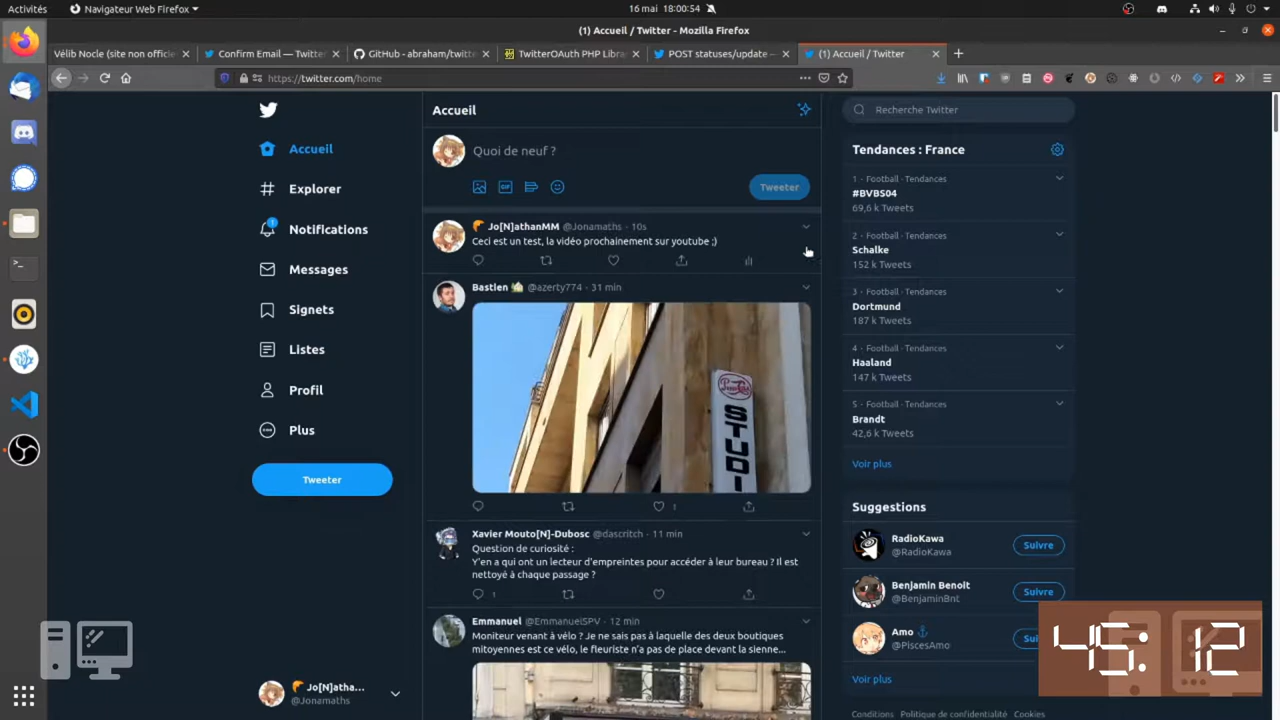 Activités
Navigateur Web Firefox
16 mai 18:00:54
(1) Accueil / Twitter - Mozilla Firefox
Vélib Nocle (site non officie
Confirm Email — Twitter
GitHub - abraham/twitte
TwitterOAuth PHP Libra
POST statuses/update —
(1) Accueil / Twitter
https://twitter.com/home
Accueil
Explorer
1
Notifications
Messages
Signets
Listes
Profil
Plus
Tweeter
Jo[N]atha...
@Jonamaths
Accueil
Quoi de neuf ?
GIF
Tweeter
Jo[N]athanMM @Jonamaths · 10s
Ceci est un test, la vidéo prochainement sur youtube ;)
Bastien @azerty774 · 31 min
STUDI
1
Xavier Mouto[N]-Dubosc @dascritch · 11 min
Question de curiosité :
Y'en a qui ont un lecteur d'empreintes pour accéder à leur bureau ? Il est
nettoyé à chaque passage ?
1
Emmanuel @EmmanuelSPV · 12 min
Moniteur venant à vélo ? Je ne sais pas à laquelle des deux boutiques
mitoyennes est ce vélo, le fleuriste n'a pas de place devant la sienne...
Recherche Twitter
Tendances : France
1 · Football · Tendances
#BVBS04
69,6 k Tweets
2 · Football · Tendances
Schalke
152 k Tweets
3 · Football · Tendances
Dortmund
187 k Tweets
4 · Football · Tendances
Haaland
147 k Tweets
5 · Football · Tendances
Brandt
42,6 k Tweets
Voir plus
Suggestions
RadioKawa
@RadioKawa
Suivre
Benjamin Benoit
@BenjaminBnt
Suivre
Amo
@PiscesAmo
Voir plus
Conditions Politique de confidentialité Cookies
45:12